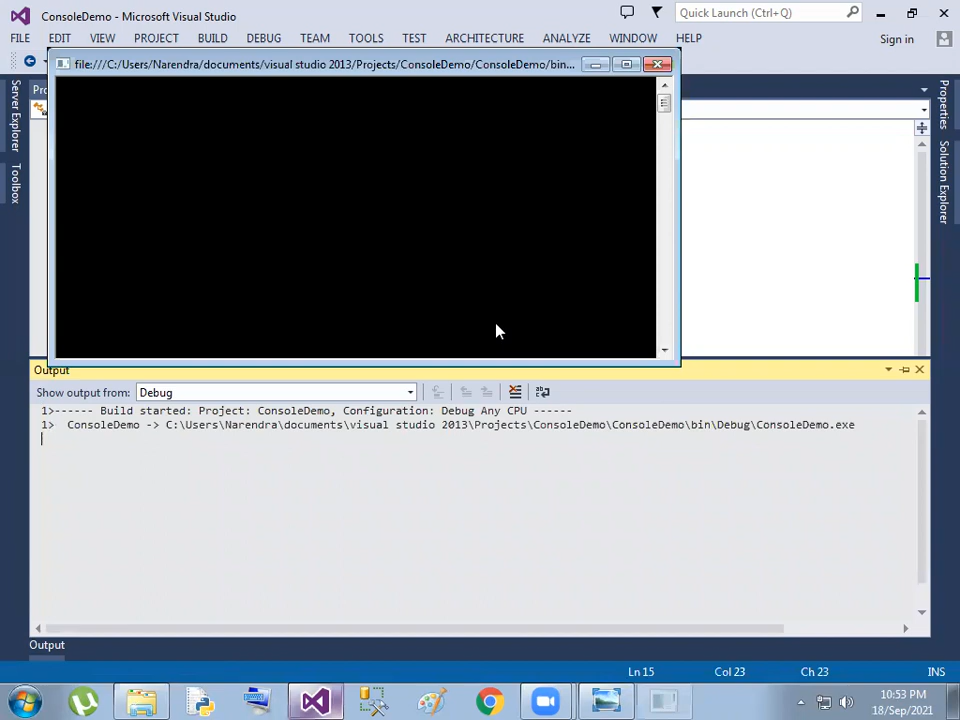 ConsoleDemo - Microsoft Visual Studio
Quick Launch (Ctrl+Q)
FILE EDIT VIEW PROJECT BUILD DEBUG TEAM TOOLS TEST ARCHITECTURE ANALYZE WINDOW HELP Sign in
file:///C:/Users/Narendra/documents/visual studio 2013/Projects/ConsoleDemo/ConsoleDemo/bin...
Server Explorer
Toolbox
Properties
Solution Explorer
Output
Show output from: Debug
1>------ Build started: Project: ConsoleDemo, Configuration: Debug Any CPU ------
1>  ConsoleDemo -> C:\Users\Narendra\documents\visual studio 2013\Projects\ConsoleDemo\ConsoleDemo\bin\Debug\ConsoleDemo.exe
Output
Ln 15 Col 23 Ch 23 INS
10:53 PM
18/Sep/2021